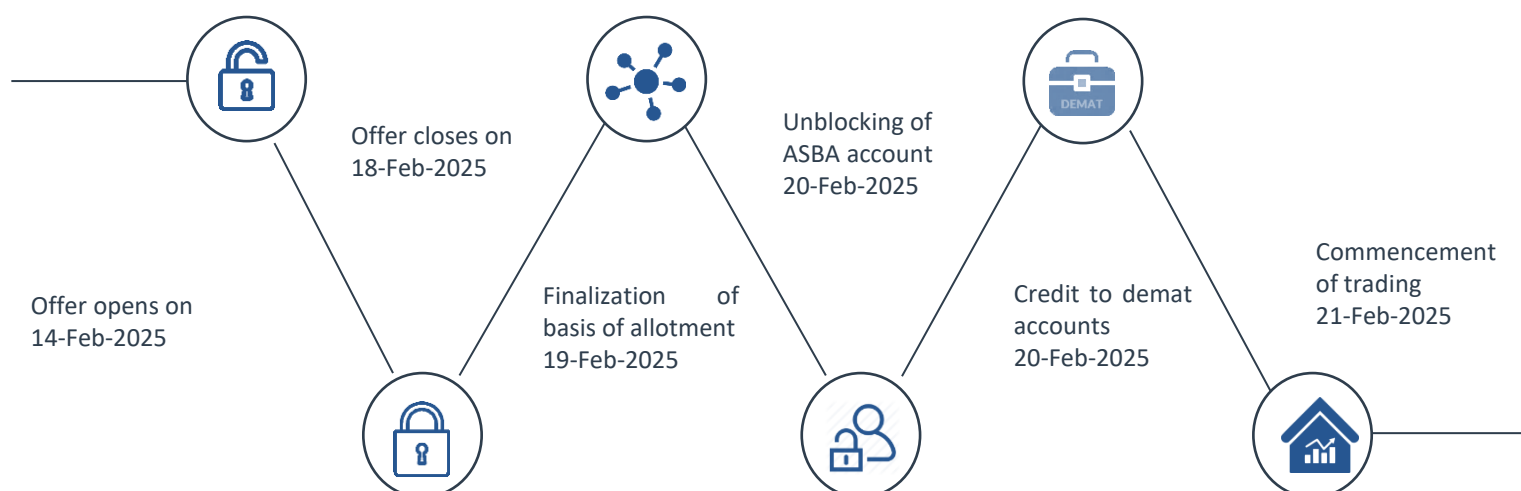 Offer opens on
14-Feb-2025
Offer closes on
18-Feb-2025
Finalization of
basis of allotment
19-Feb-2025
Unblocking of
ASBA account
20-Feb-2025
DEMAT
Credit to demat
accounts
20-Feb-2025
Commencement
of trading
21-Feb-2025